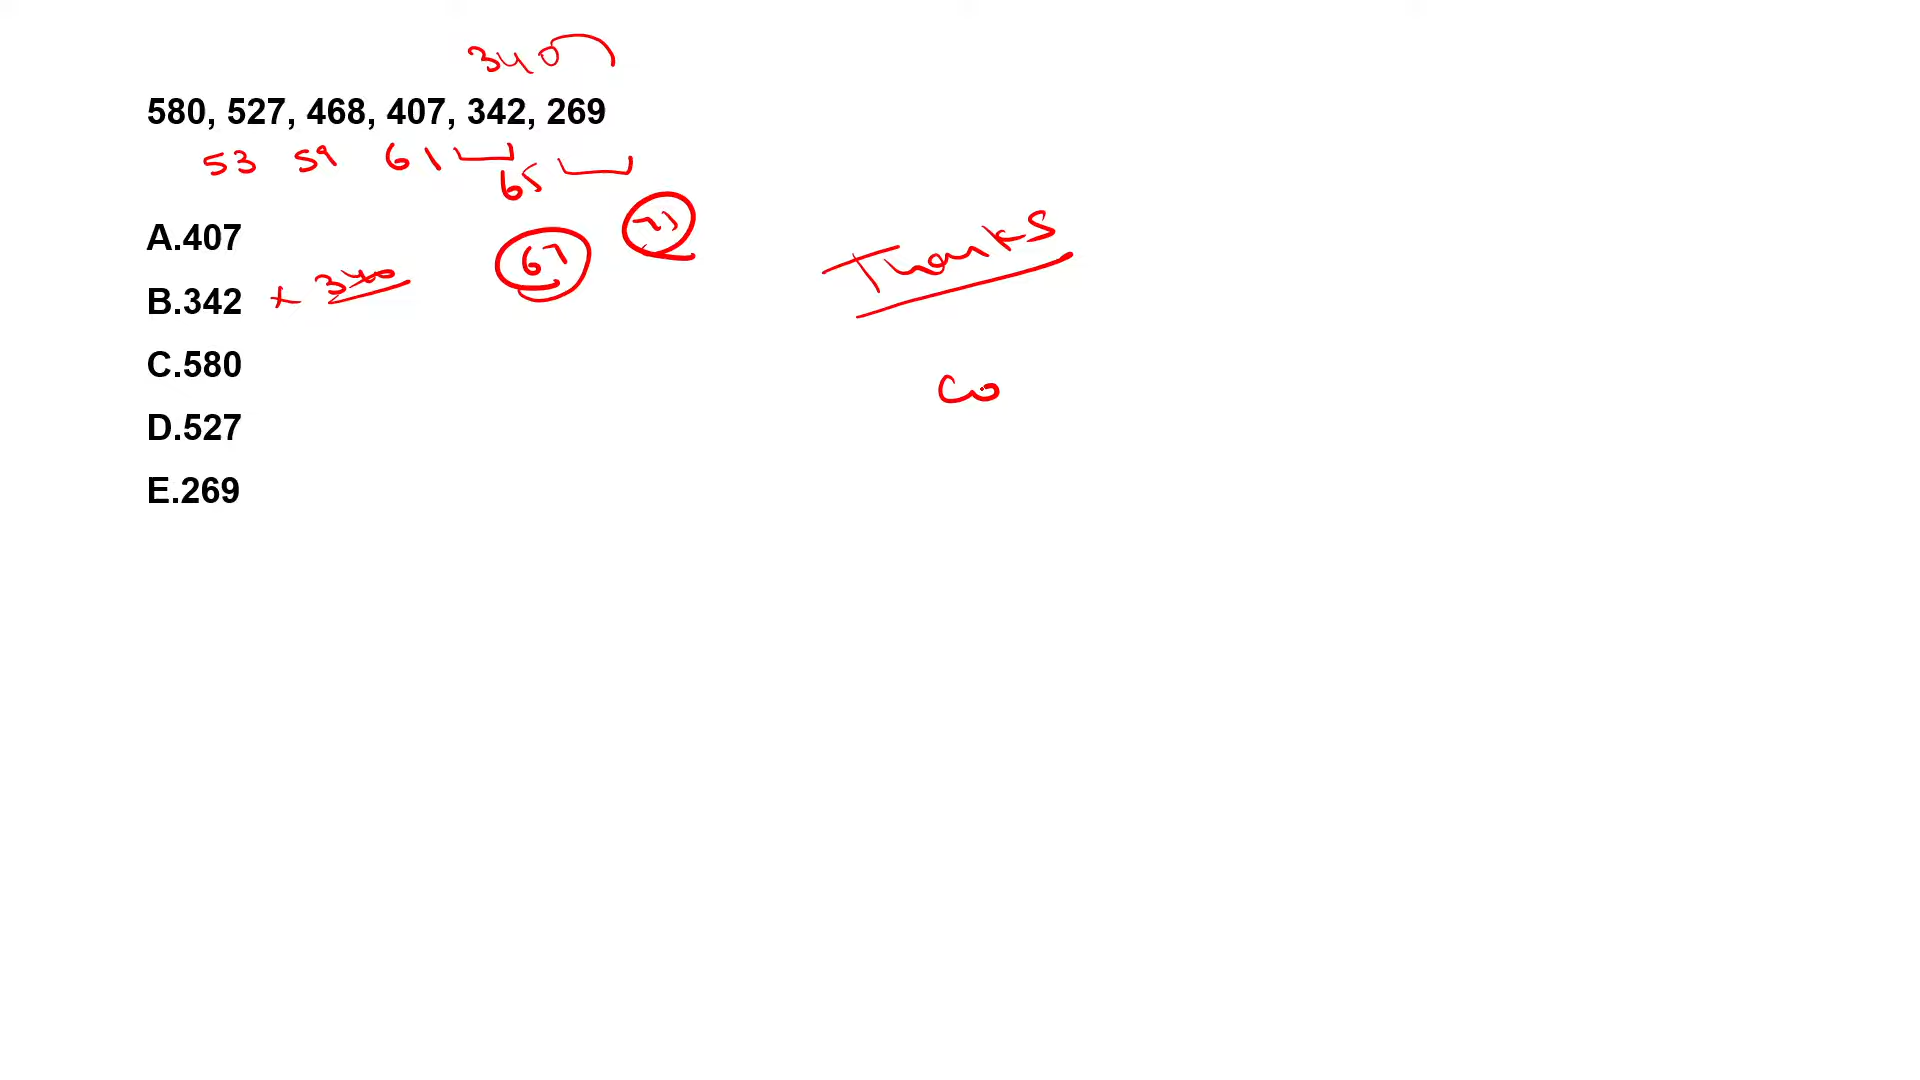 340
580, 527, 468, 407, 342, 269
53 59 61
65
71
A.407
67
Thanks
B.342 × 340
C.580
Co
D.527
E.269